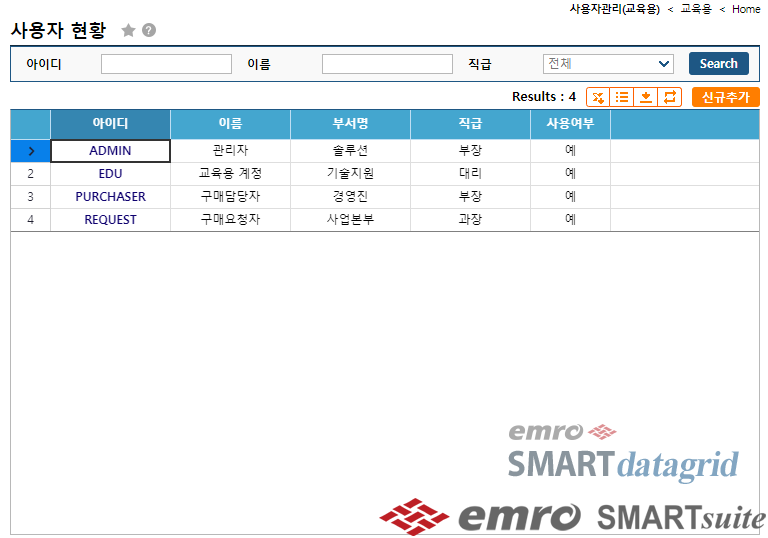 사용자관리(교육용) < 교육용 < Home
사용자 현황 ?
아이디 이름 직급 전체 Search
Results : 4 신규추가
아이디 이름 부서명 직급 사용여부
ADMIN 관리자 솔루션 부장 예
2 EDU 교육용 계정 기술지원 대리 예
3 PURCHASER 구매담당자 경영진 부장 예
4 REQUEST 구매요청자 사업본부 과장 예
emro
SMARTdatagrid
emro SMARTsuite